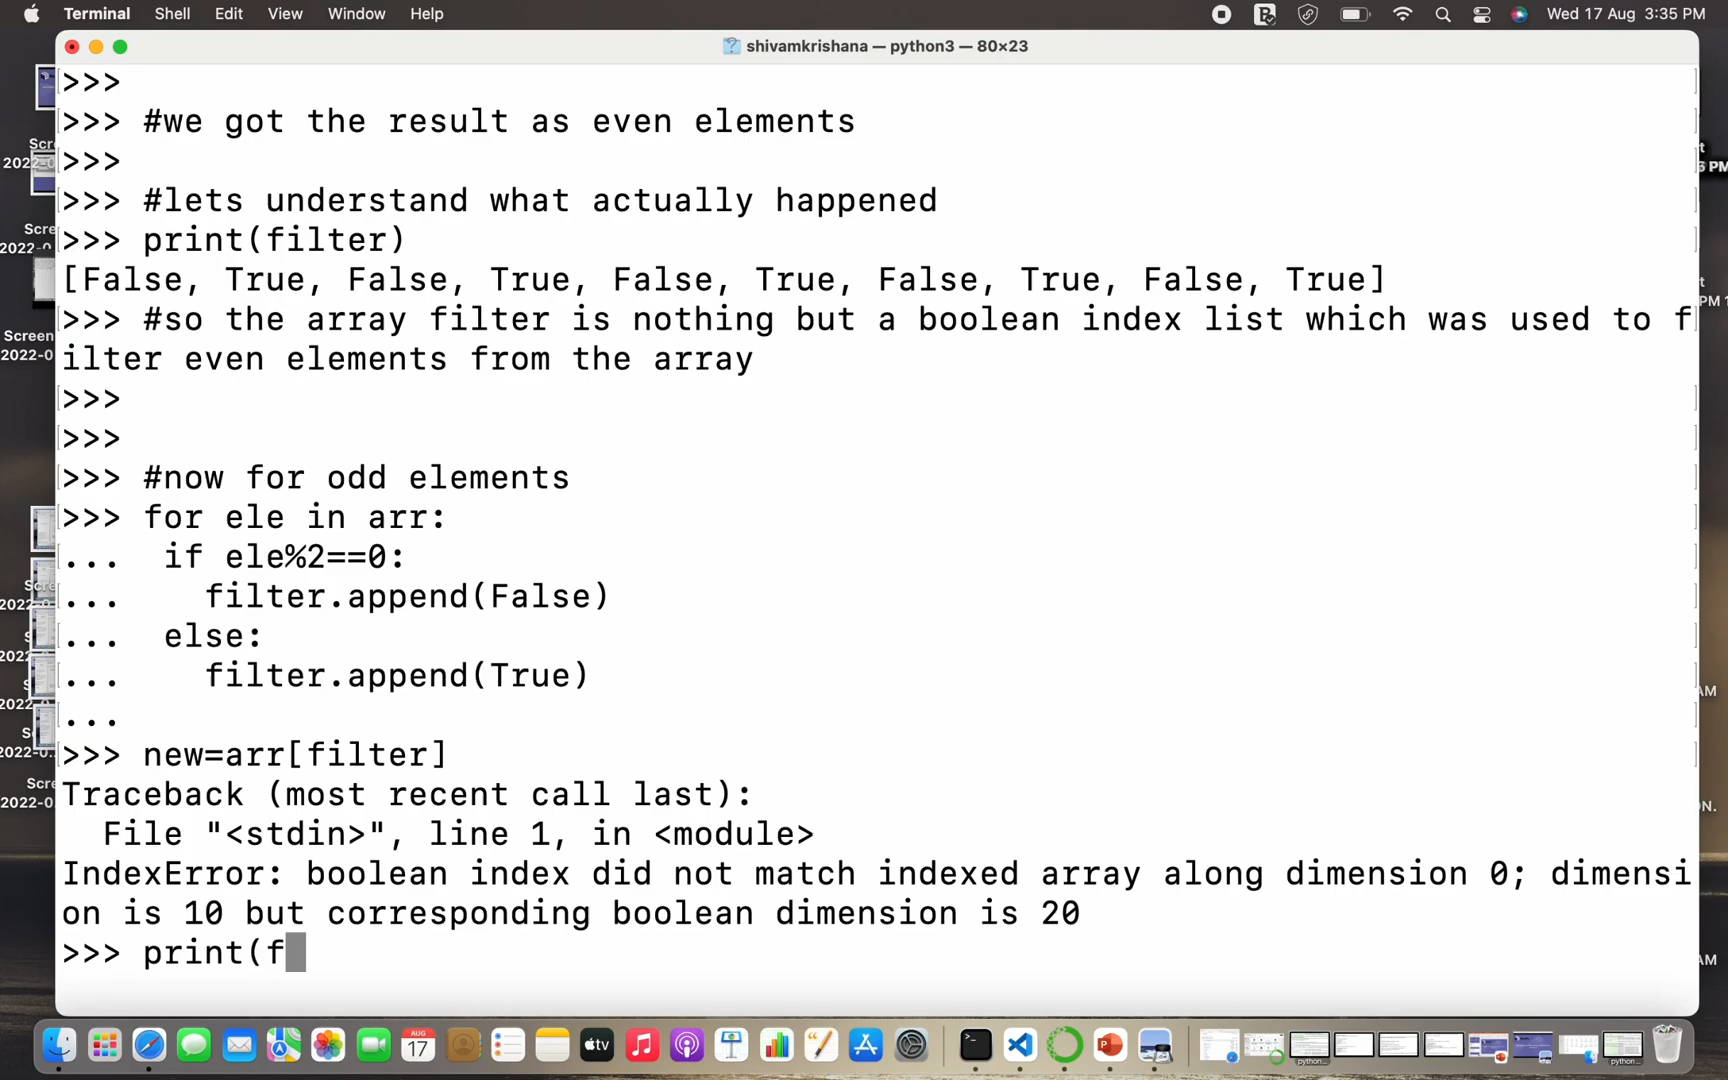 Terminal Shell Edit View Window Help Wed 17 Aug 3:35 PM
shivamkrishana — python3 — 80×23
>>>
>>> #we got the result as even elements
>>>
>>> #lets understand what actually happened
>>> print(filter)
[False, True, False, True, False, True, False, True, False, True]
>>> #so the array filter is nothing but a boolean index list which was used to f
ilter even elements from the array
>>>
>>>
>>> #now for odd elements
>>> for ele in arr:
...  if ele%2==0:
...    filter.append(False)
...  else:
...    filter.append(True)
...
>>> new=arr[filter]
Traceback (most recent call last):
  File "<stdin>", line 1, in <module>
IndexError: boolean index did not match indexed array along dimension 0; dimensi
on is 10 but corresponding boolean dimension is 20
>>> print(f
AUG
17
tv